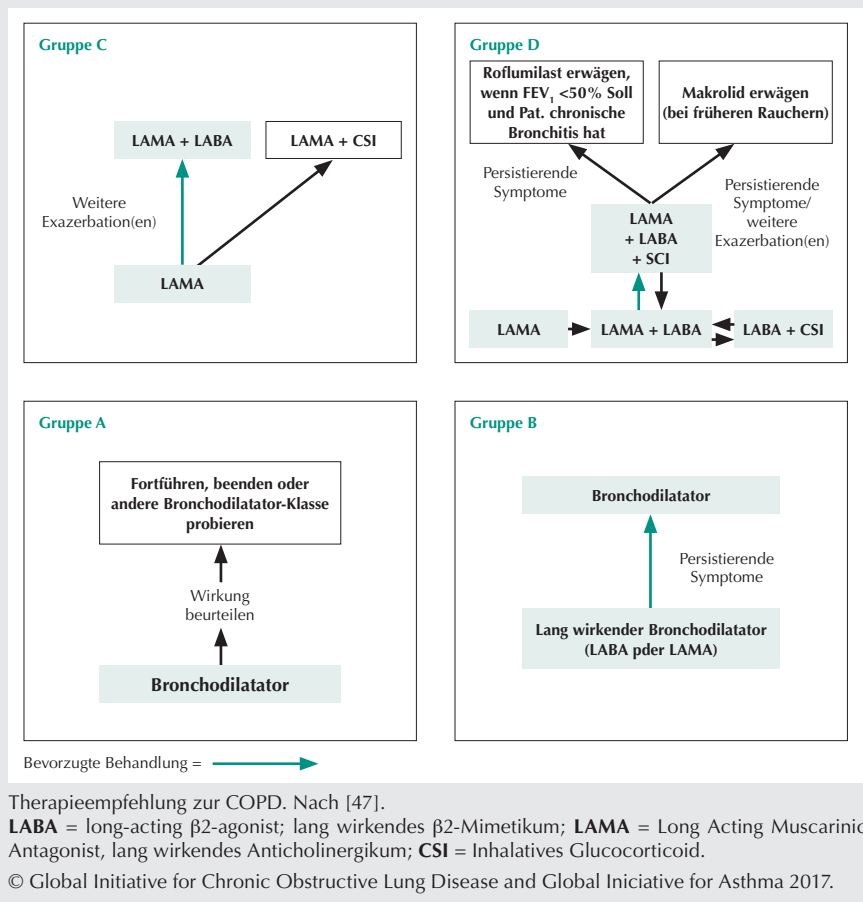 Gruppe C
LAMA + LABA
LAMA + CSI
Weitere
Exazerbation(en)
LAMA
Gruppe D
Roflumilast erwägen,
wenn FEV₁ <50% Soll
und Pat. chronische
Bronchitis hat
Makrolid erwägen
(bei früheren Rauchern)
Persistierende
Symptome
Persistierende
Symptome/
weitere
Exazerbation(en)
LAMA
+ LABA
+ SCI
LAMA
LAMA + LABA
LABA + CSI
Gruppe A
Fortführen, beenden oder
andere Bronchodilatator-Klasse
probieren
Wirkung
beurteilen
Bronchodilatator
Gruppe B
Bronchodilatator
Persistierende
Symptome
Lang wirkender Bronchodilatator
(LABA pder LAMA)
Bevorzugte Behandlung =
Therapieempfehlung zur COPD. Nach [47].
LABA = long-acting β2-agonist; lang wirkendes β2-Mimetikum; LAMA = Long Acting Muscarinic
Antagonist, lang wirkendes Anticholinergikum; CSI = Inhalatives Glucocorticoid.
© Global Initiative for Chronic Obstructive Lung Disease and Global Iniciative for Asthma 2017.